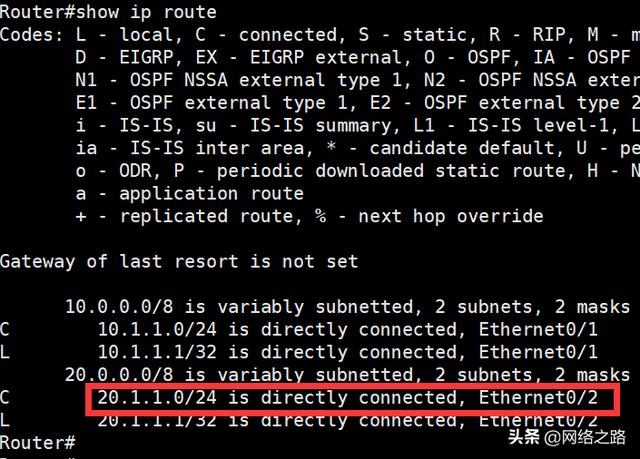 Router#show ip route
Codes: L - local, C - connected, S - static, R - RIP, M - m
D - EIGRP, EX - EIGRP external, O - OSPF, IA - OSPF
N1 - OSPF NSSA external type 1, N2 - OSPF NSSA exter
E1 - OSPF external type 1, E2 - OSPF external type 2
i - IS-IS, su - IS-IS summary, L1 - IS-IS level-1, L
ia - IS-IS inter area, * - candidate default, U - pe
o - ODR, P - periodic downloaded static route, H - N
a - application route
+ - replicated route, % - next hop override
Gateway of last resort is not set
10.0.0.0/8 is variably subnetted, 2 subnets, 2 masks
C 10.1.1.0/24 is directly connected, Ethernet0/1
L 10.1.1.1/32 is directly connected, Ethernet0/1
20.0.0.0/8 is variably subnetted, 2 subnets, 2 masks
C 20.1.1.0/24 is directly connected, Ethernet0/2
L 20.1.1.1/32 is directly connected, Ethernet0/2
Router#
头条 @网络之路